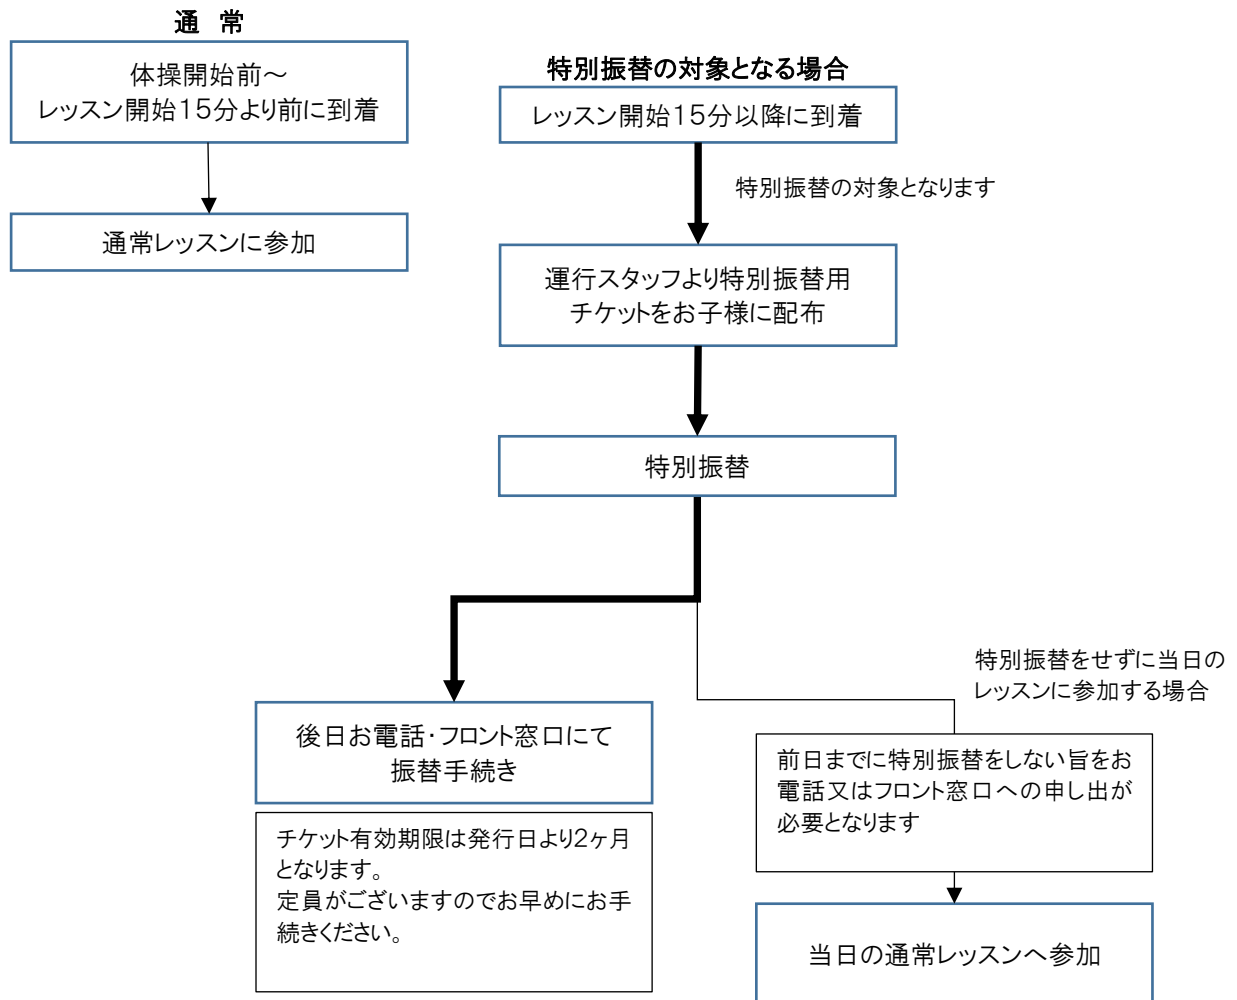 通　常
体操開始前～
レッスン開始15分より前に到着
通常レッスンに参加
特別振替の対象となる場合
レッスン開始15分以降に到着
特別振替の対象となります
運行スタッフより特別振替用
チケットをお子様に配布
特別振替
後日お電話・フロント窓口にて
振替手続き
チケット有効期限は発行日より2ヶ月
となります。
定員がございますのでお早めにお手
続きください。
特別振替をせずに当日の
レッスンに参加する場合
前日までに特別振替をしない旨をお
電話又はフロント窓口への申し出が
必要となります
当日の通常レッスンへ参加